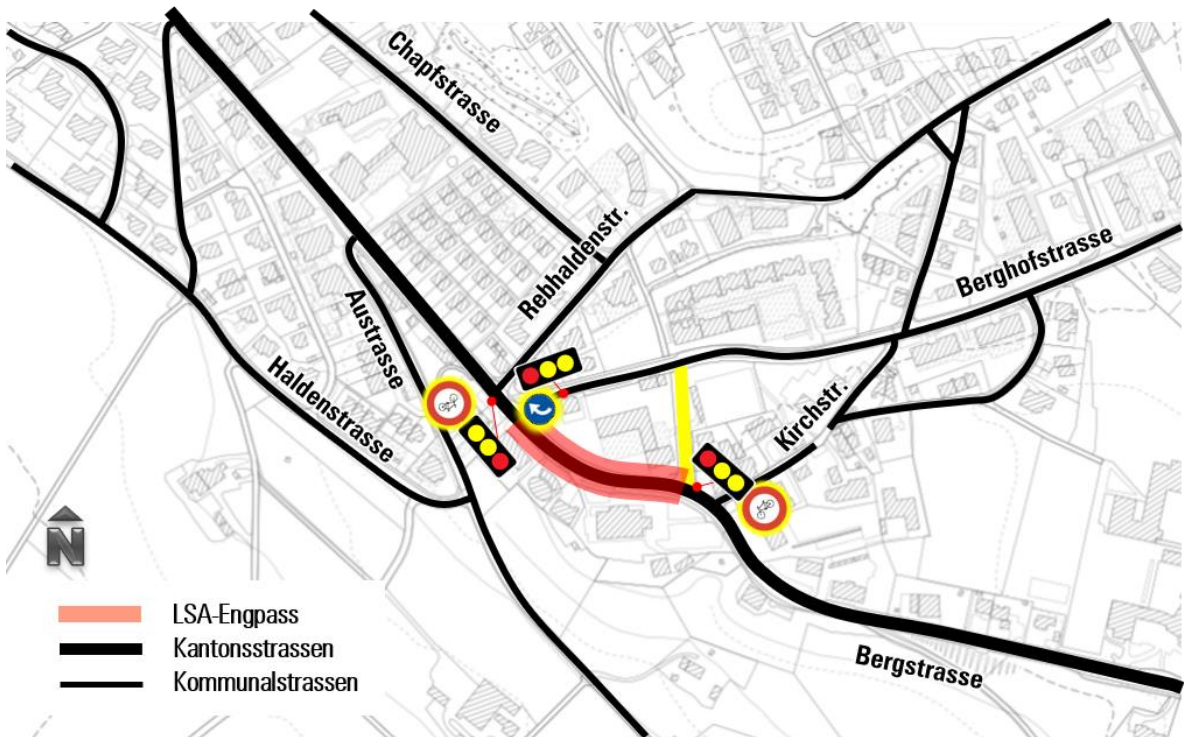 Chapfstrasse
Rebhaldenstr.
Berghofstrasse
Austrasse
Haldenstrasse
Kirchstr.
N
Bergstrasse
LSA-Engpass
Kantonsstrassen
Kommunalstrassen